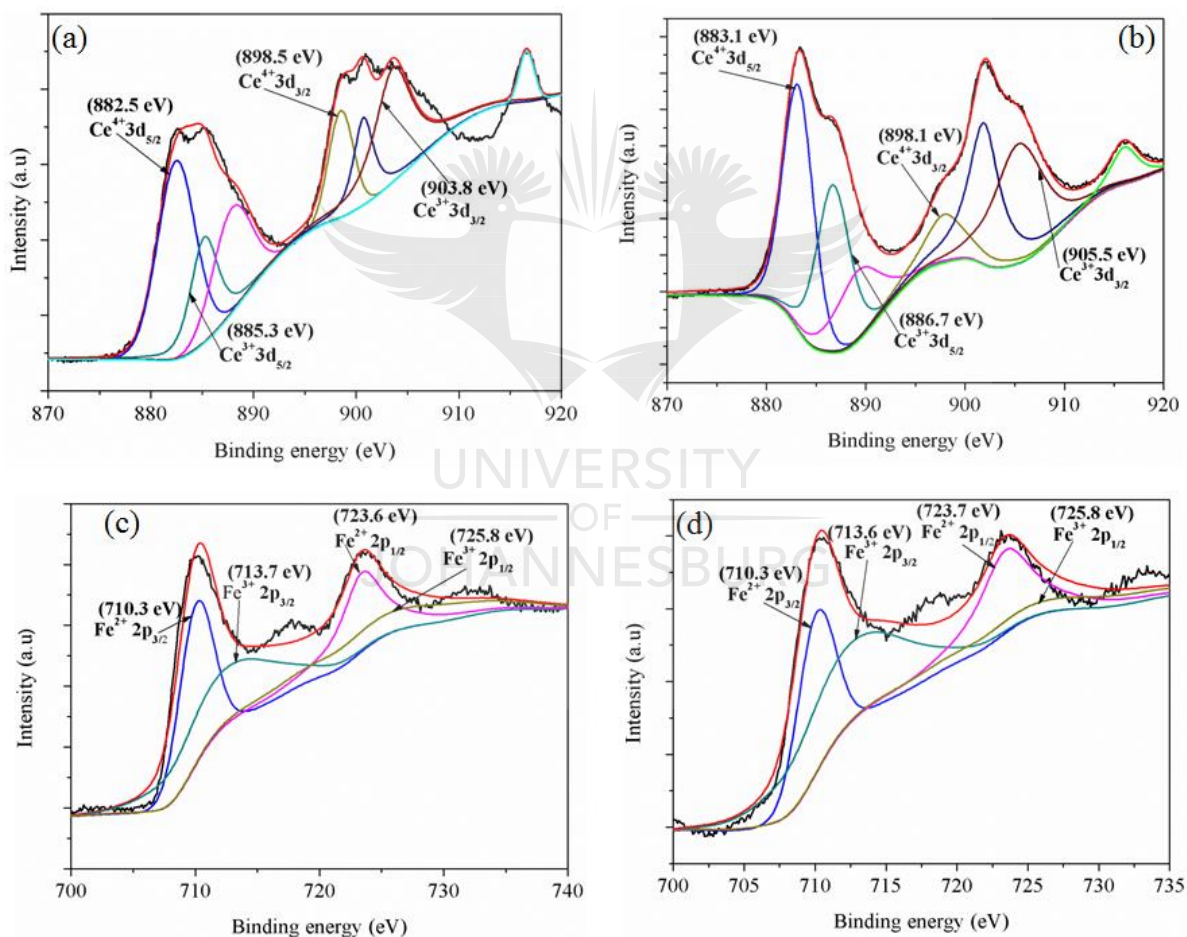 (a)
(882.5 eV)
Ce4+3d5/2
(898.5 eV)
Ce4+3d3/2
(903.8 eV)
Ce3+3d3/2
(885.3 eV)
Ce3+3d5/2
Intensity (a.u)
870 880 890 900 910 920
Binding energy (eV)
(b)
(883.1 eV)
Ce4+3d5/2
(898.1 eV)
Ce4+3d3/2
(905.5 eV)
Ce3+3d3/2
(886.7 eV)
Ce3+3d5/2
Intensity (a.u)
870 880 890 900 910 920
Binding energy (eV)
UNIVERSITY
OF
JOHANNESBURG
(c)
(723.6 eV)
Fe2+ 2p1/2
(725.8 eV)
Fe3+ 2p1/2
(713.7 eV)
Fe3+ 2p3/2
(710.3 eV)
Fe2+ 2p3/2
Intensity (a.u)
700 710 720 730 740
Binding energy (eV)
(d)
(723.7 eV)
Fe2+ 2p1/2
(725.8 eV)
Fe3+ 2p1/2
(713.6 eV)
Fe3+ 2p3/2
(710.3 eV)
Fe2+ 2p3/2
Intensity (a.u)
700 705 710 715 720 725 730 735
Binding energy (eV)